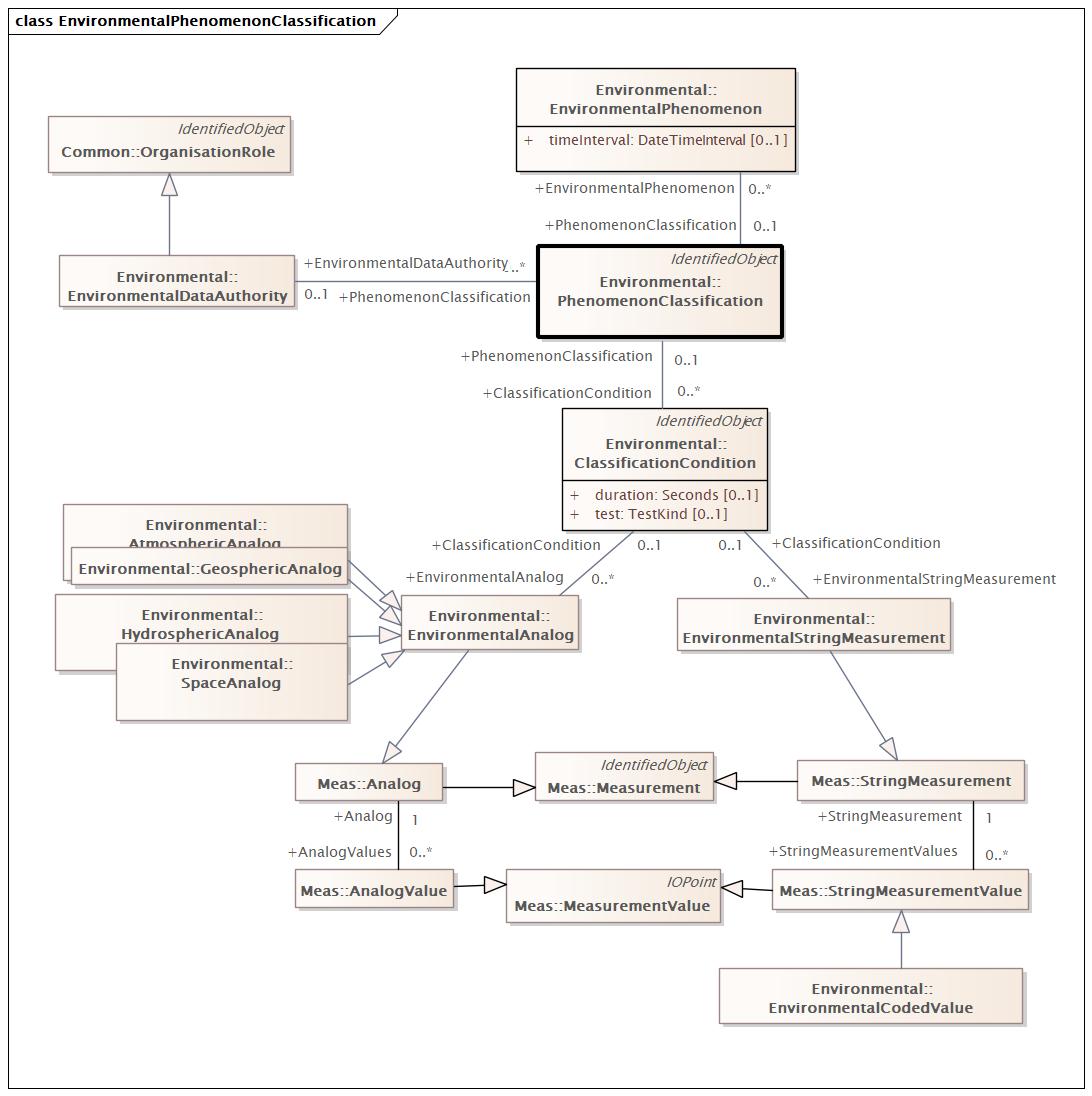 class EnvironmentalPhenomenonClassification
Environmental::
EnvironmentalPhenomenon
+ timeInterval: DateTimeInterval [0..1]
IdentifiedObject
Common::OrganisationRole
+EnvironmentalPhenomenon 0..*
+PhenomenonClassification 0..1
Environmental::
EnvironmentalDataAuthority
+EnvironmentalDataAuthority ..*
0..1 +PhenomenonClassification
IdentifiedObject
Environmental::
PhenomenonClassification
+PhenomenonClassification 0..1
+ClassificationCondition 0..*
IdentifiedObject
Environmental::
ClassificationCondition
+ duration: Seconds [0..1]
+ test: TestKind [0..1]
+ClassificationCondition 0..1
0..1 +ClassificationCondition
+EnvironmentalAnalog 0..*
0..* +EnvironmentalStringMeasurement
Environmental::
AtmosphericAnalog
Environmental::GeosphericAnalog
Environmental::
HydrosphericAnalog
Environmental::
SpaceAnalog
Environmental::
EnvironmentalAnalog
Environmental::
EnvironmentalStringMeasurement
Meas::Analog
IdentifiedObject
Meas::Measurement
Meas::StringMeasurement
+Analog 1
+AnalogValues 0..*
+StringMeasurement 1
+StringMeasurementValues 0..*
Meas::AnalogValue
IOPoint
Meas::MeasurementValue
Meas::StringMeasurementValue
Environmental::
EnvironmentalCodedValue